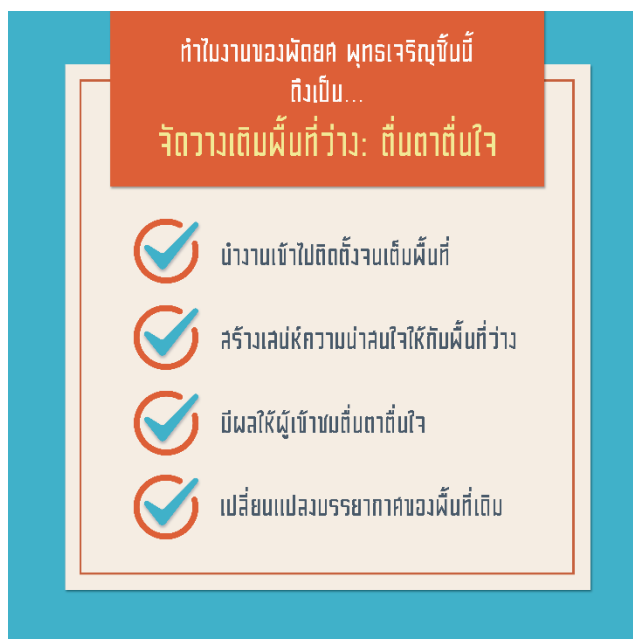 ทำไมงานของพัดยศ พุทธเจริญชิ้นนี้
ถึงเป็น...
จัดวางเติมพื้นที่ว่าง: ตื่นตาตื่นใจ
นำงานเข้าไปติดตั้งจนเต็มพื้นที่
สร้างเสน่ห์ความน่าสนใจให้กับพื้นที่ว่าง
มีผลให้ผู้เข้าชมตื่นตาตื่นใจ
เปลี่ยนแปลงบรรยากาศของพื้นที่เดิม